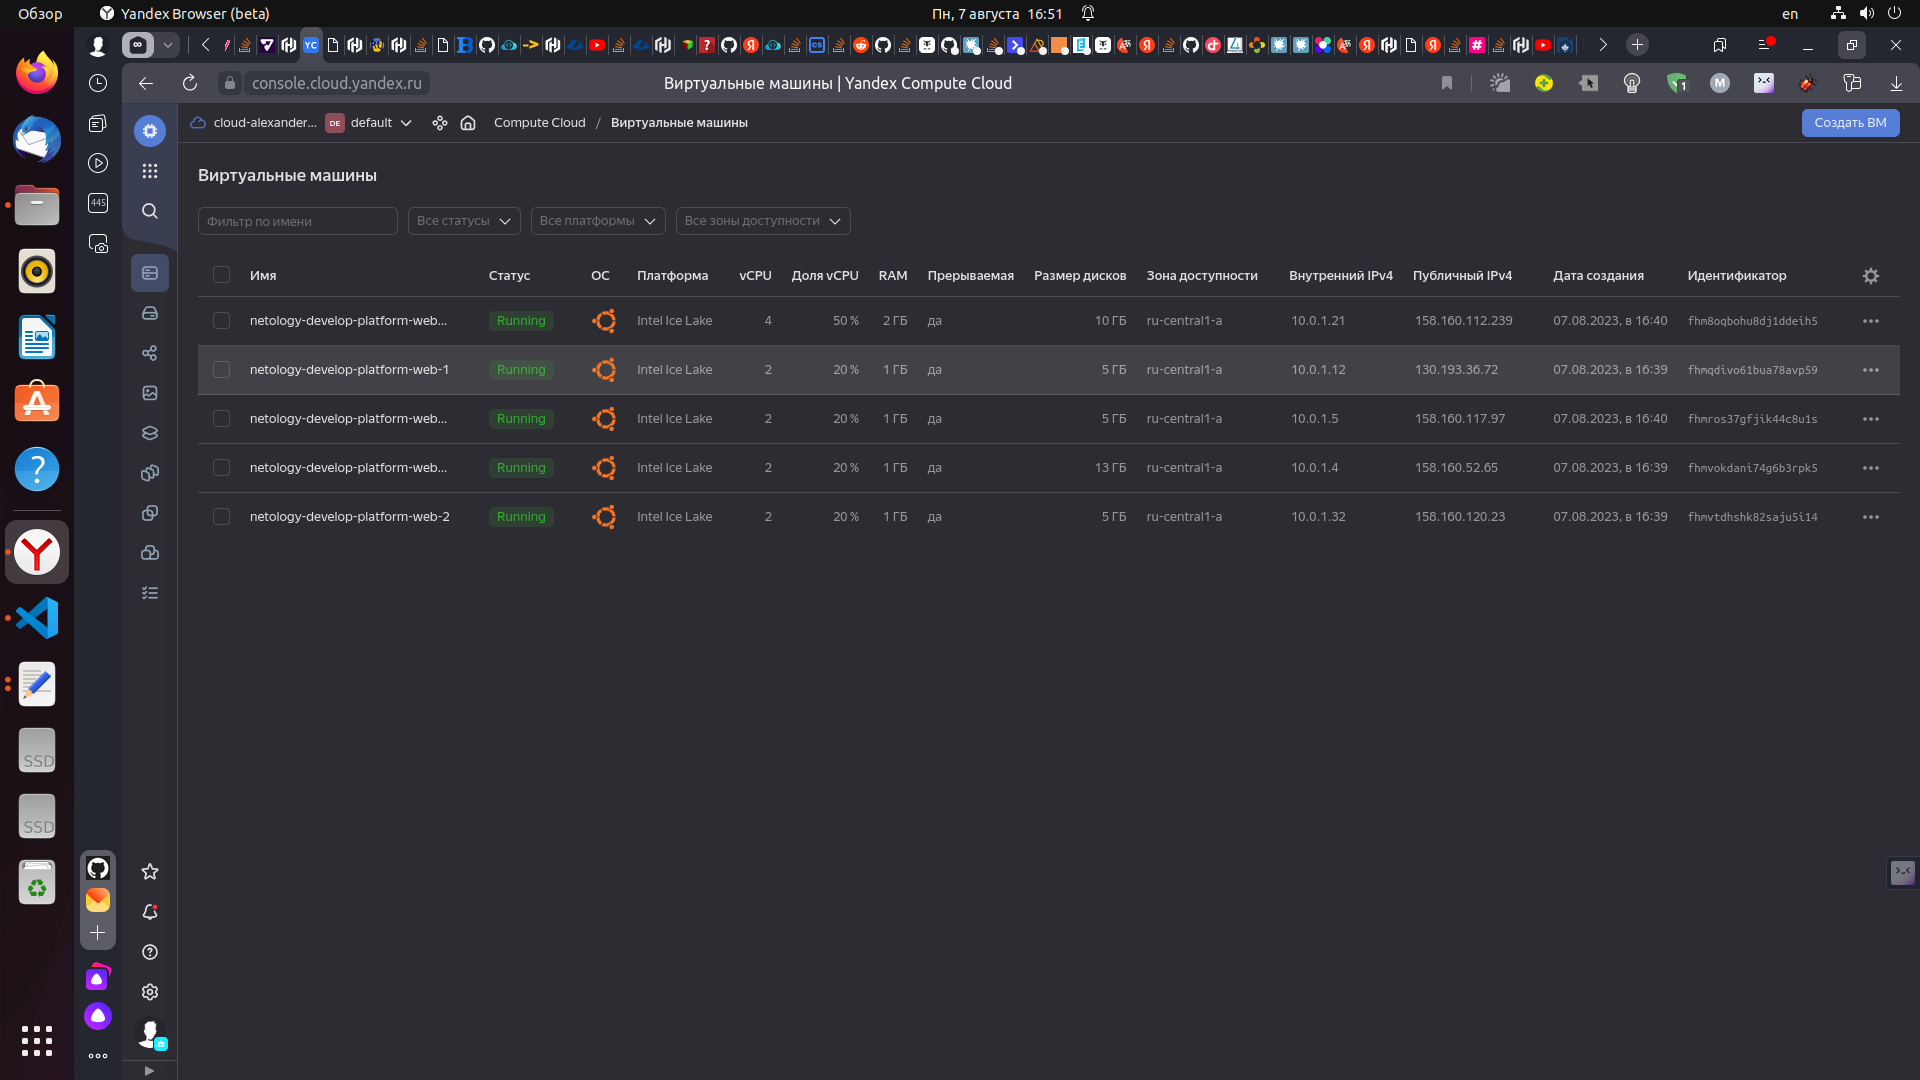 Обзор Yandex Browser (beta) Пн, 7 августа 16:51 en
console.cloud.yandex.ru Виртуальные машины | Yandex Compute Cloud
cloud-alexander... DE default Compute Cloud / Виртуальные машины Создать ВМ
445
Виртуальные машины
Фильтр по имени Все статусы Все платформы Все зоны доступности
Имя Статус ОС Платформа vCPU Доля vCPU RAM Прерываемая Размер дисков Зона доступности Внутренний IPv4 Публичный IPv4 Дата создания Идентификатор
netology-develop-platform-web... Running Intel Ice Lake 4 50 % 2 ГБ да 10 ГБ ru-central1-a 10.0.1.21 158.160.112.239 07.08.2023, в 16:40 fhm8oqbohu8dj1ddeih5
netology-develop-platform-web-1 Running Intel Ice Lake 2 20 % 1 ГБ да 5 ГБ ru-central1-a 10.0.1.12 130.193.36.72 07.08.2023, в 16:39 fhmqdivo61bua78avp59
netology-develop-platform-web... Running Intel Ice Lake 2 20 % 1 ГБ да 5 ГБ ru-central1-a 10.0.1.5 158.160.117.97 07.08.2023, в 16:40 fhmros37gfjik44c8u1s
netology-develop-platform-web... Running Intel Ice Lake 2 20 % 1 ГБ да 13 ГБ ru-central1-a 10.0.1.4 158.160.52.65 07.08.2023, в 16:39 fhmvokdani74g6b3rpk5
netology-develop-platform-web-2 Running Intel Ice Lake 2 20 % 1 ГБ да 5 ГБ ru-central1-a 10.0.1.32 158.160.120.23 07.08.2023, в 16:39 fhmvtdhshk82saju5i14
SSD
SSD